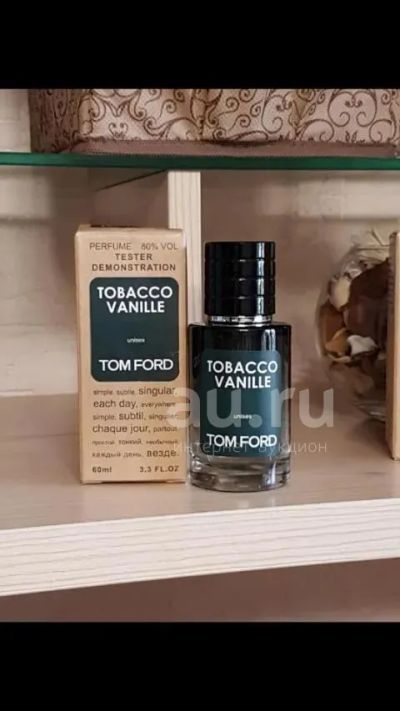 PERFUME 80% VOL
TESTER
DEMONSTRATION
TOBACCO
VANILLE
unisex
TOM FORD
simple, subtle, singular,
each day, everywhere
simple, subtil, singulier,
chaque jour, partout
простой, тонкий, необычный,
каждый день, везде.
60ml 3.3 FL.OZ
TOBACCO
VANILLE
unisex
TOM FORD
au.ru
интернет-аукцион